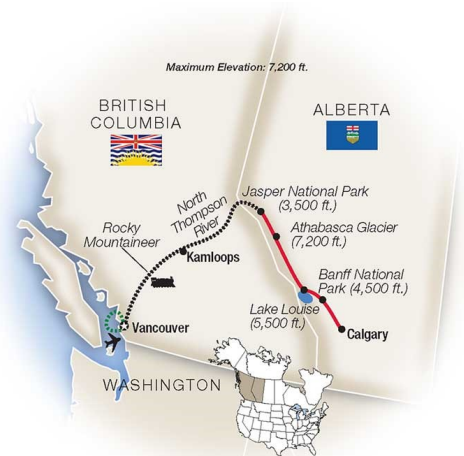 Maximum Elevation: 7,200 ft.
BRITISH
COLUMBIA
ALBERTA
Jasper National Park
(3,500 ft.)
North
Thompson
River
Athabasca Glacier
(7,200 ft.)
Rocky
Mountaineer
Kamloops
Banff National
Park (4,500 ft.)
Lake Louise
(5,500 ft.)
Vancouver
Calgary
WASHINGTON